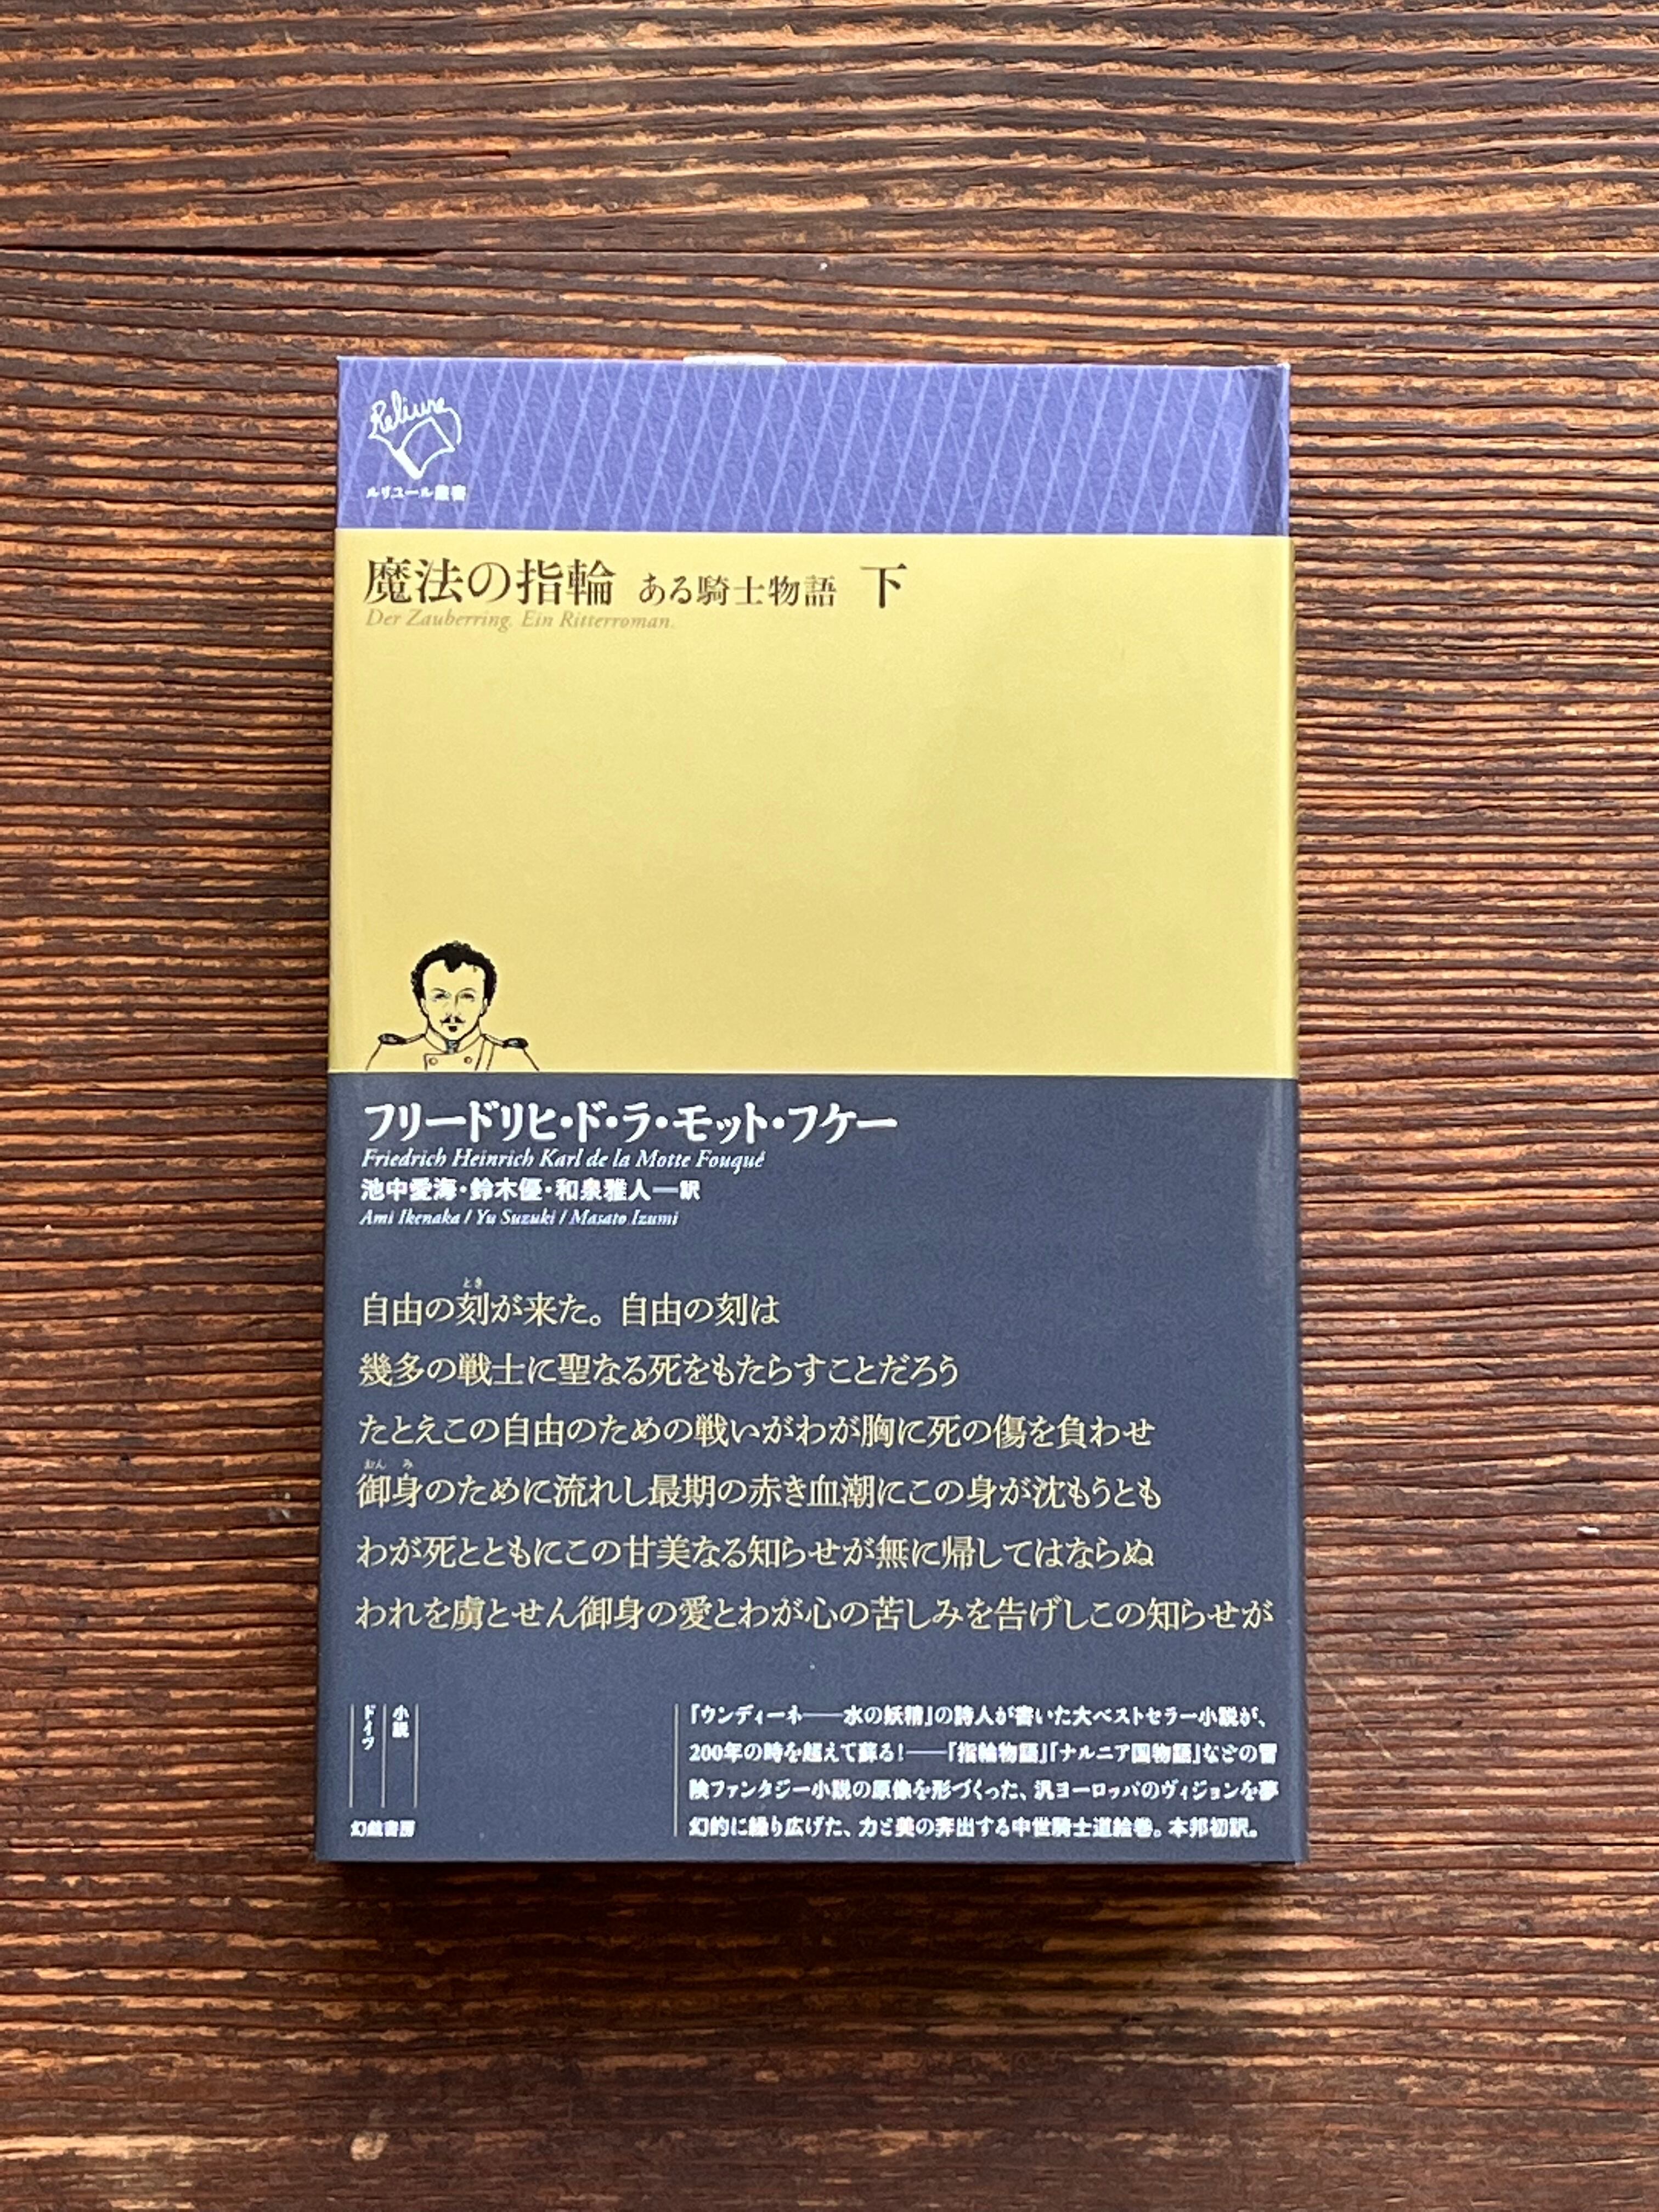 Reliure
ルリユール叢書
魔法の指輪 ある騎士物語 下
Der Zauberring. Ein Ritterroman.
フリードリヒ・ド・ラ・モット・フケー
Friedrich Heinrich Karl de la Motte Fouqué
池中愛海・鈴木優・和泉雅人―訳
Ami Ikenaka / Yu Suzuki / Masato Izumi
とき
自由の刻が来た。自由の刻は
幾多の戦士に聖なる死をもたらすことだろう
たとえこの自由のための戦いがわが胸に死の傷を負わせ
おん み
御身のために流れし最期の赤き血潮にこの身が沈もうとも
わが死とともにこの甘美なる知らせが無に帰してはならぬ
われを虜とせん御身の愛とわが心の苦しみを告げしこの知らせが
小説
ドイツ
幻戯書房
『ウンディーネ――水の妖精』の詩人が書いた大ベストセラー小説が、
200年の時を超えて蘇る!――『指輪物語』『ナルニア国物語』などの冒
険ファンタジー小説の原像を形づくった、汎ヨーロッパのヴィジョンを夢
幻的に繰り広げた、力と美の奔出する中世騎士道絵巻。本邦初訳。